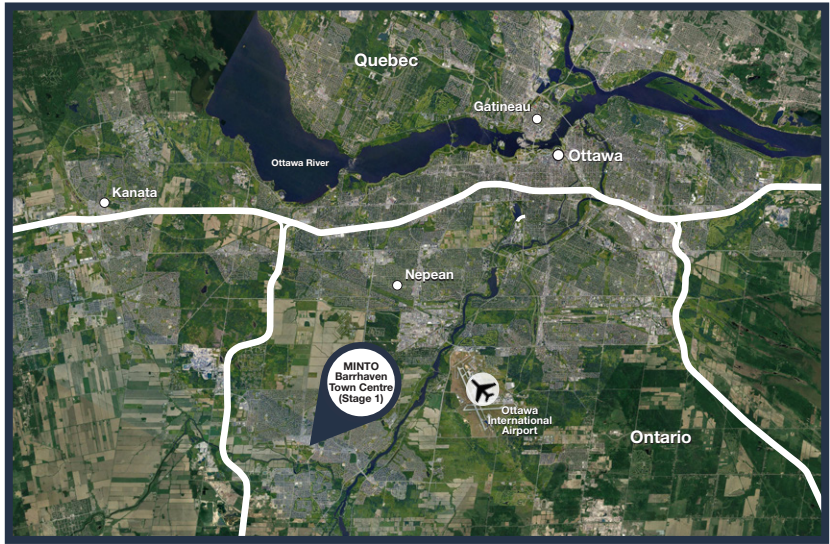 Quebec
Gatineau
Ottawa
Ottawa River
Kanata
Nepean
MINTO
Barrhaven
Town Centre
(Stage 1)
Ottawa
International
Airport
Ontario